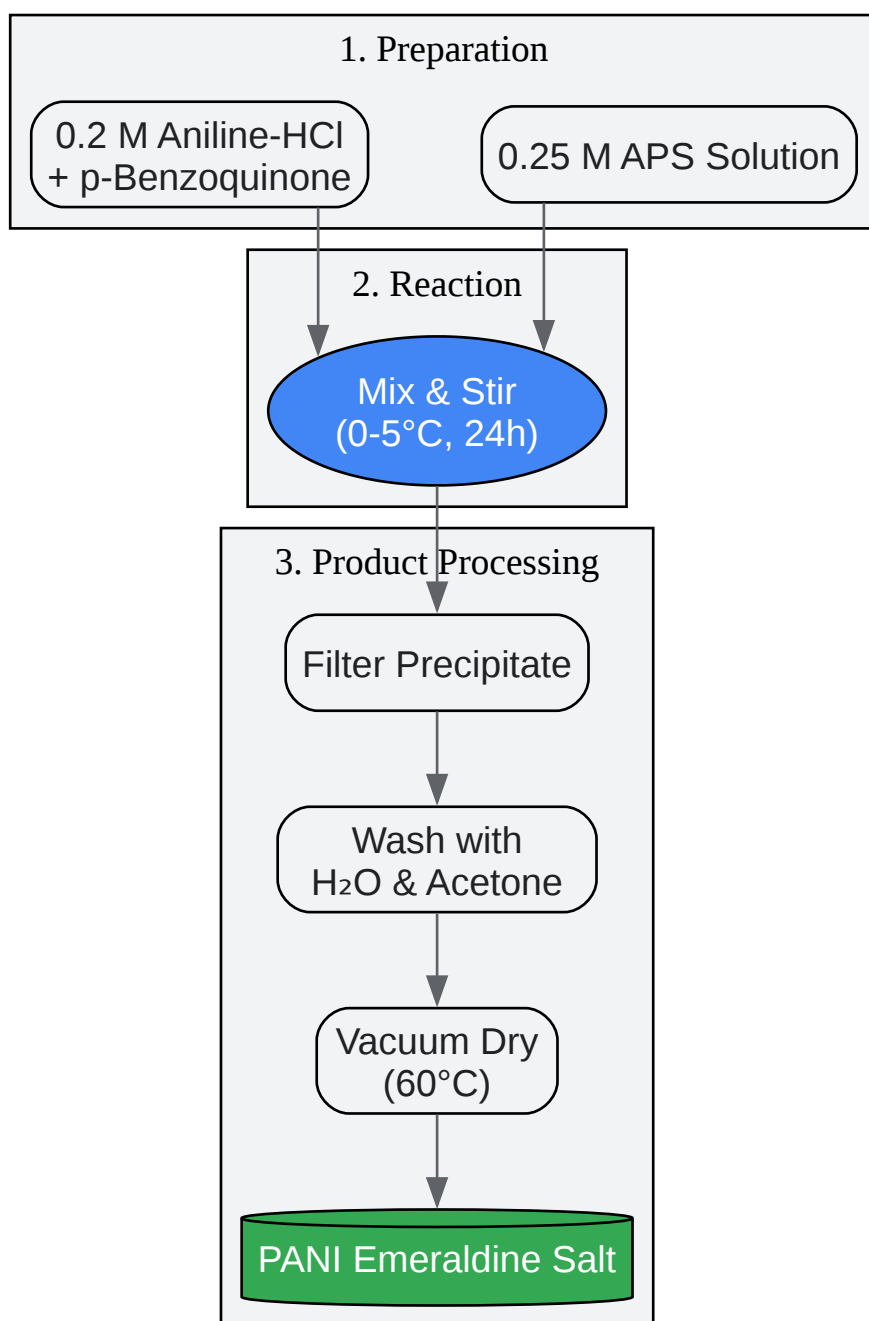 1. Preparation
0.2 M Aniline-HCl
+ p-Benzoquinone
0.25 M APS Solution
2. Reaction
Mix & Stir
(0-5°C, 24h)
3. Product Processing
Filter Precipitate
Wash with
H₂O & Acetone
Vacuum Dry
(60°C)
PANI Emeraldine Salt